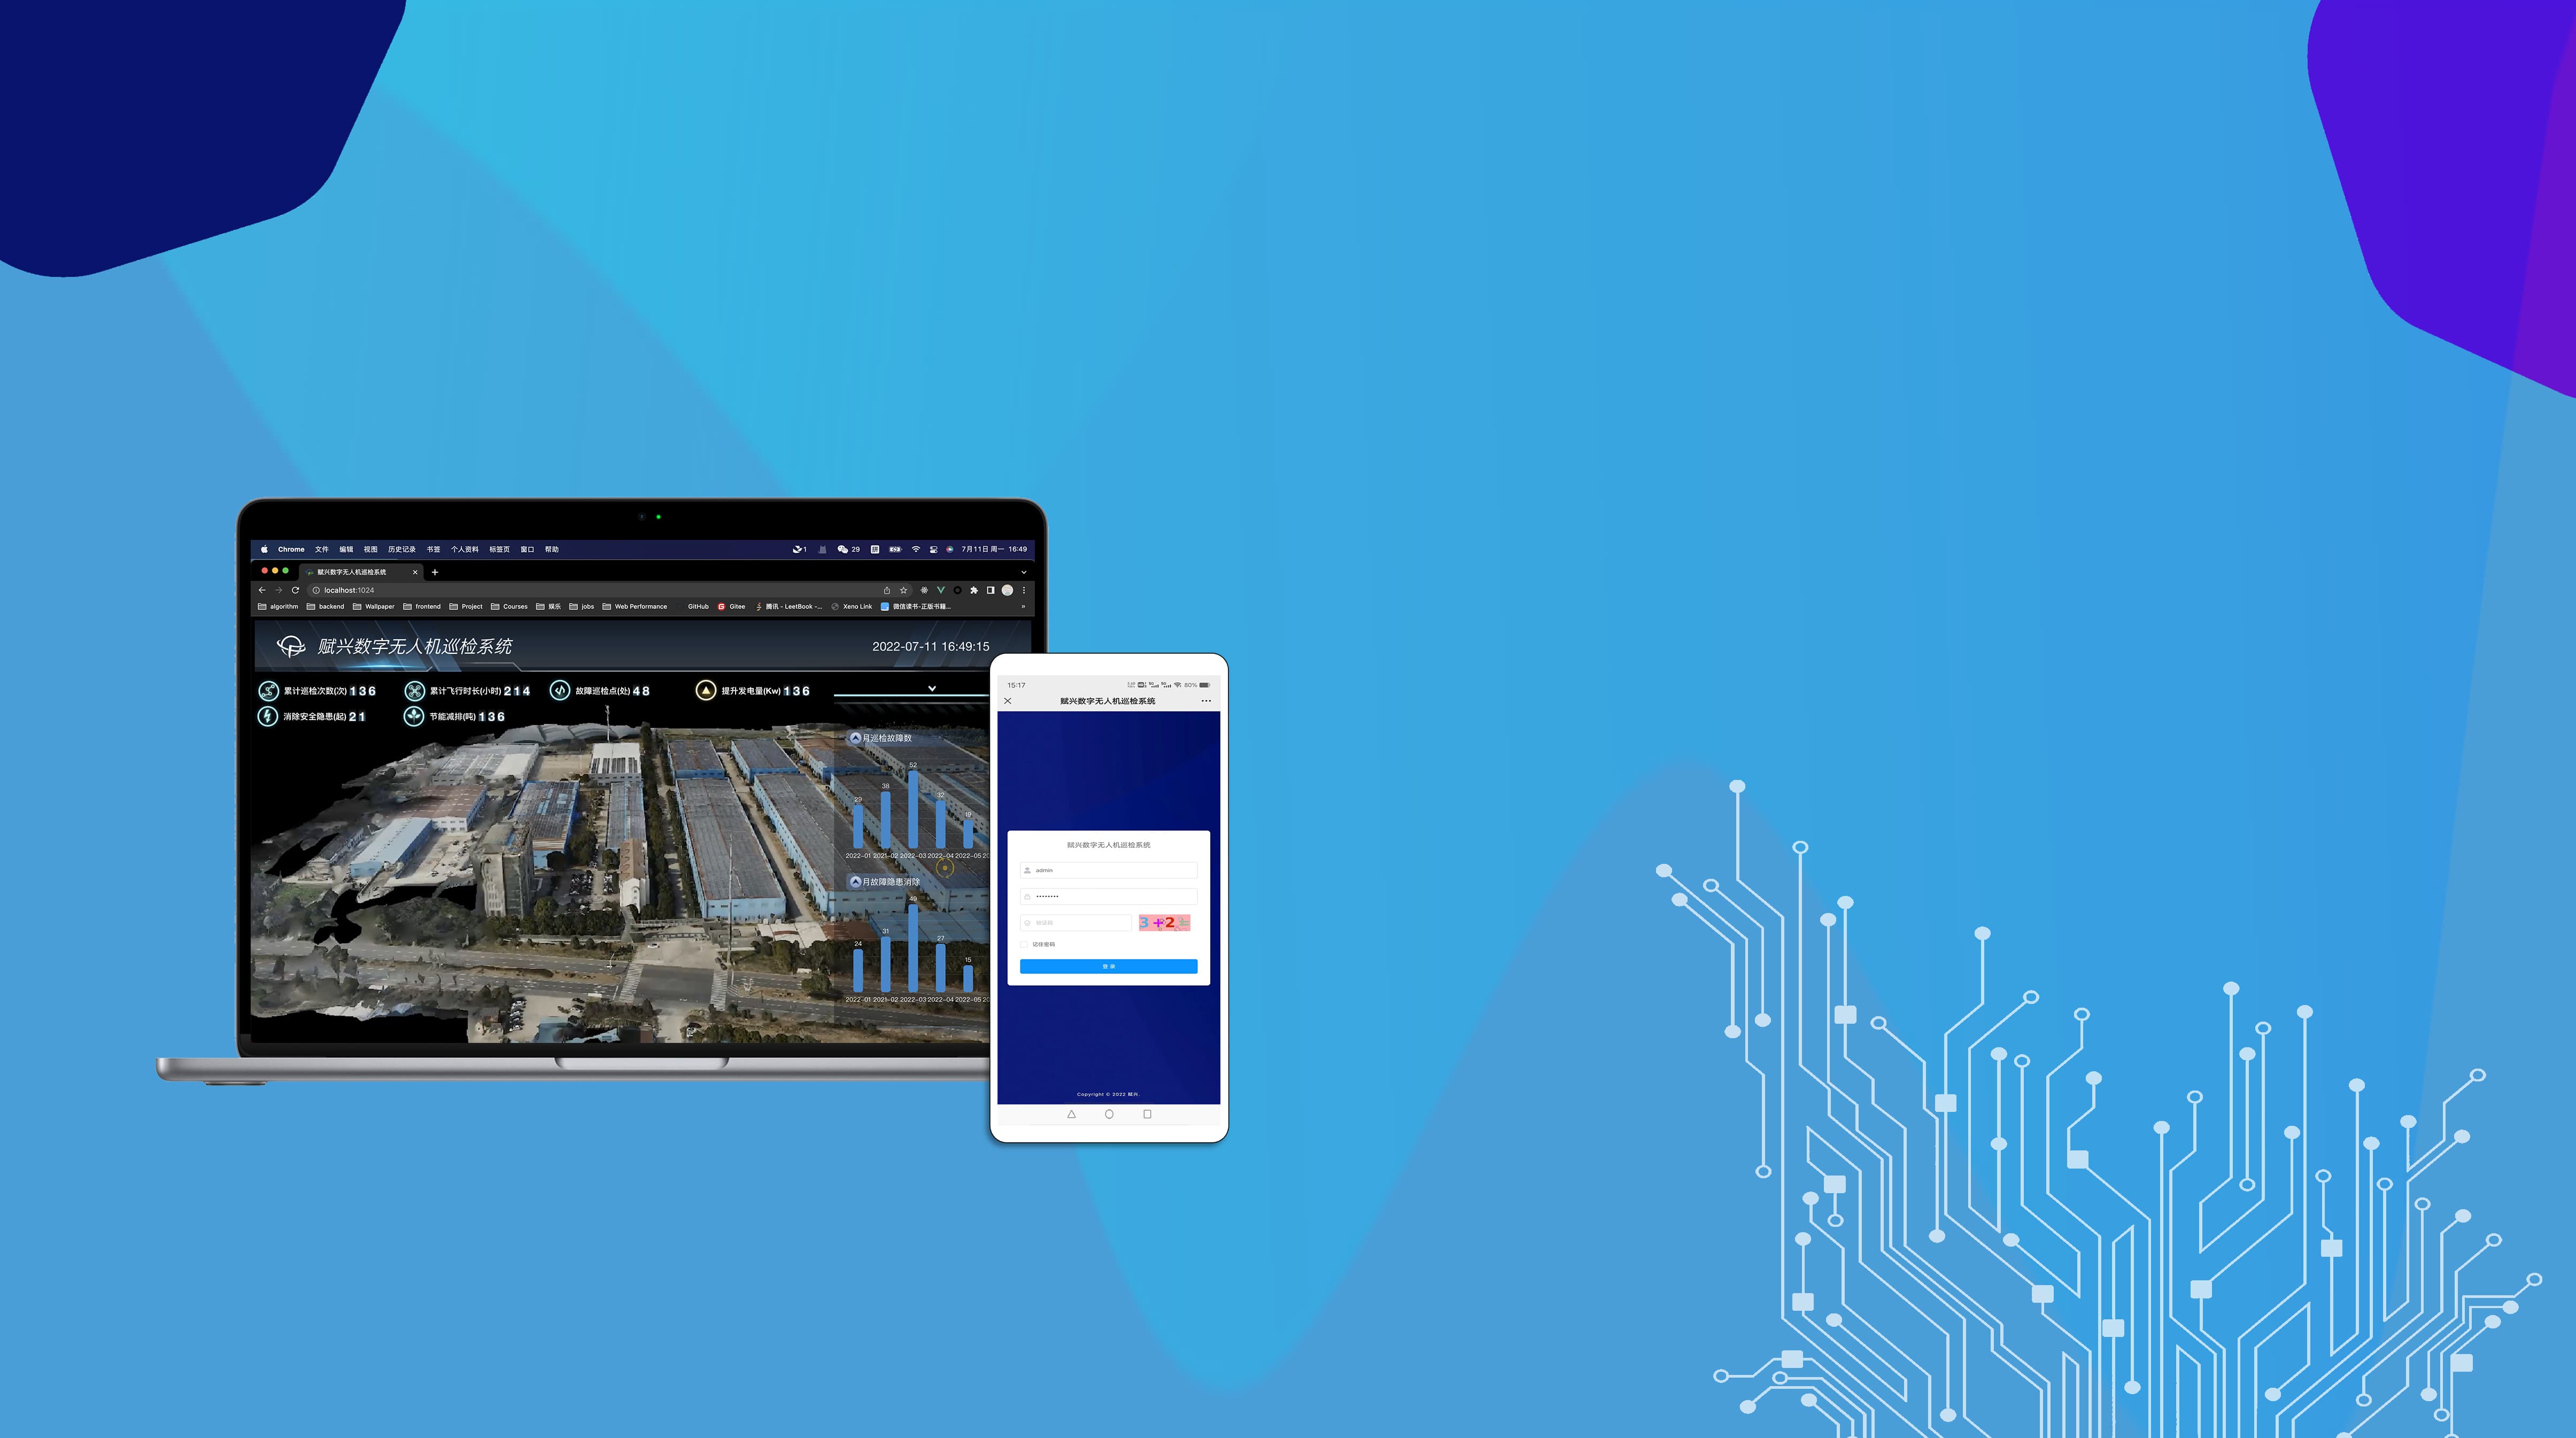 Chrome 文件 编辑 视图 历史记录 书签 个人资料 标签页 窗口 帮助 1 29 拼 7月11日 周一 16:49
赋兴数字无人机巡检系统
localhost:1024
algorithm backend Wallpaper frontend Project Courses 娱乐 jobs Web Performance GitHub Gitee 腾讯 - LeetBook -... Xeno Link 微信读书-正版书籍... »
赋兴数字无人机巡检系统 2022-07-11 16:49:15
累计巡检次数(次) 136 累计飞行时长(小时) 214 故障巡检点(处) 48 提升发电量(Kw) 136
消除安全隐患(起) 21 节能减排(吨) 136
月巡检故障数
29 38 52 32 18
2022-01 2021-02 2022-03 2022-04 2022-05
月故障隐患消除
24 31 49 27 15
2022-01 2021-02 2022-03 2022-04 2022-05
15:17 80%
赋兴数字无人机巡检系统
赋兴数字无人机巡检系统
admin
********
验证码 3+2=
记住密码
登 录
Copyright © 2022 赋兴.